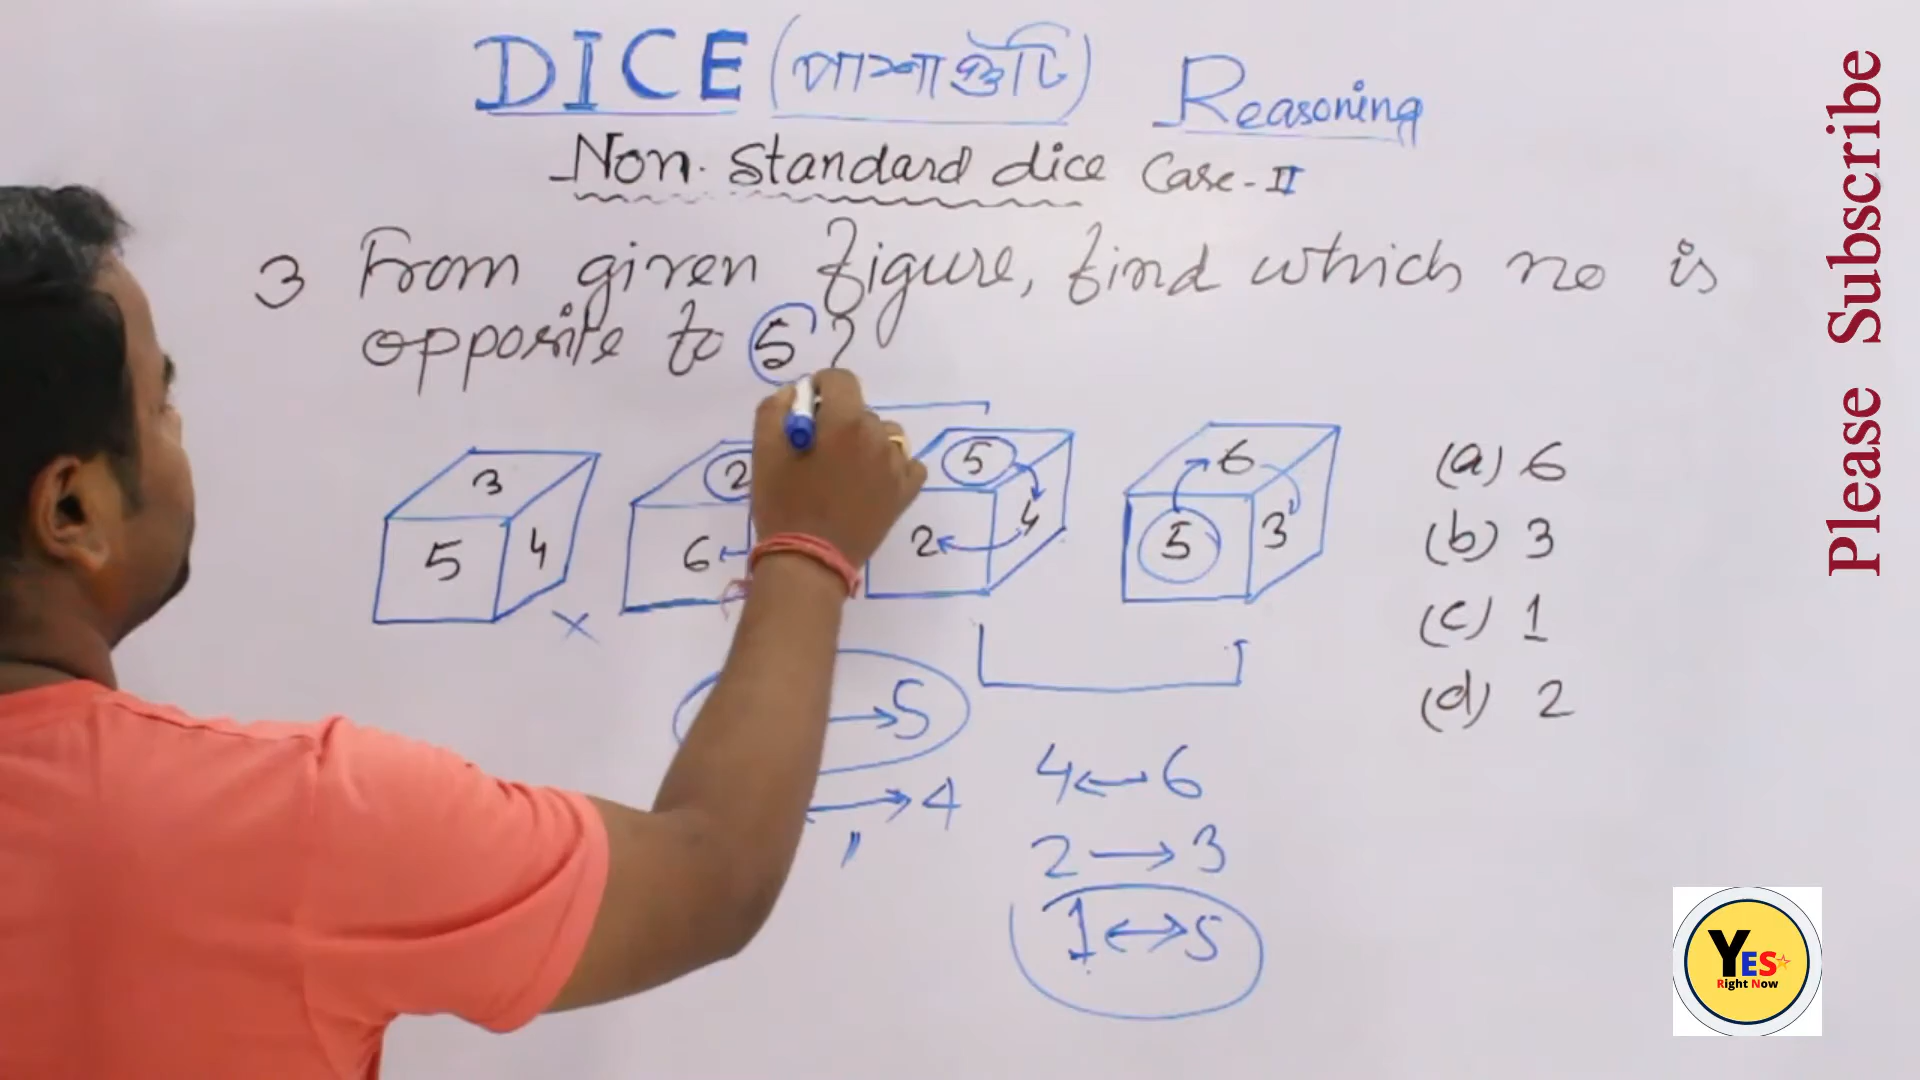 DICE (পাশা গুটি) Reasoning
Non. Standard dice Case-II
3 From given figure, find which no is
opposite to 5?
3
5 4
2
6
5
2 4
6
5 3
(a) 6
(b) 3
(c) 1
(d) 2
→5
→4
4←6
2→3
1↔5
Please Subscribe
YES
Right Now